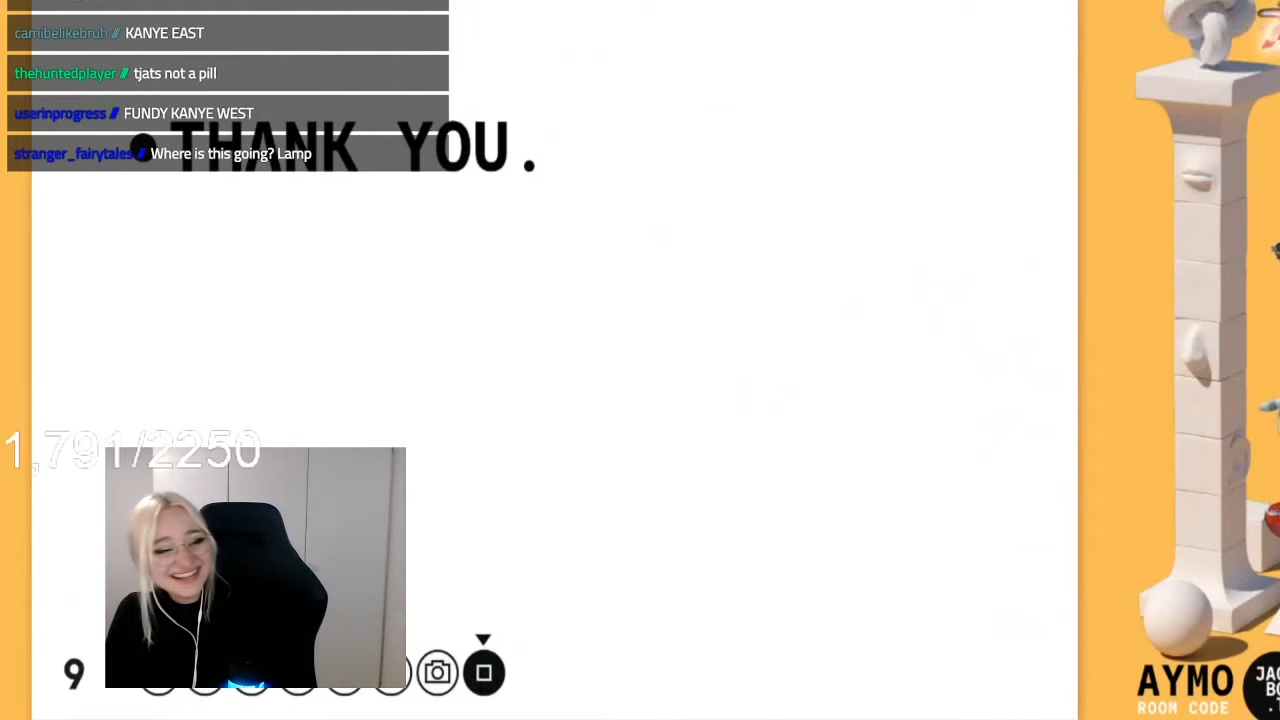 camibelikebruh // KANYE EAST
thehuntedplayer // tjats not a pill
userinprogress // FUNDY KANYE WEST
stranger_fairytales // Where is this going? Lamp
THANK YOU.
1,791/2250
9
AYMO
ROOM CODE